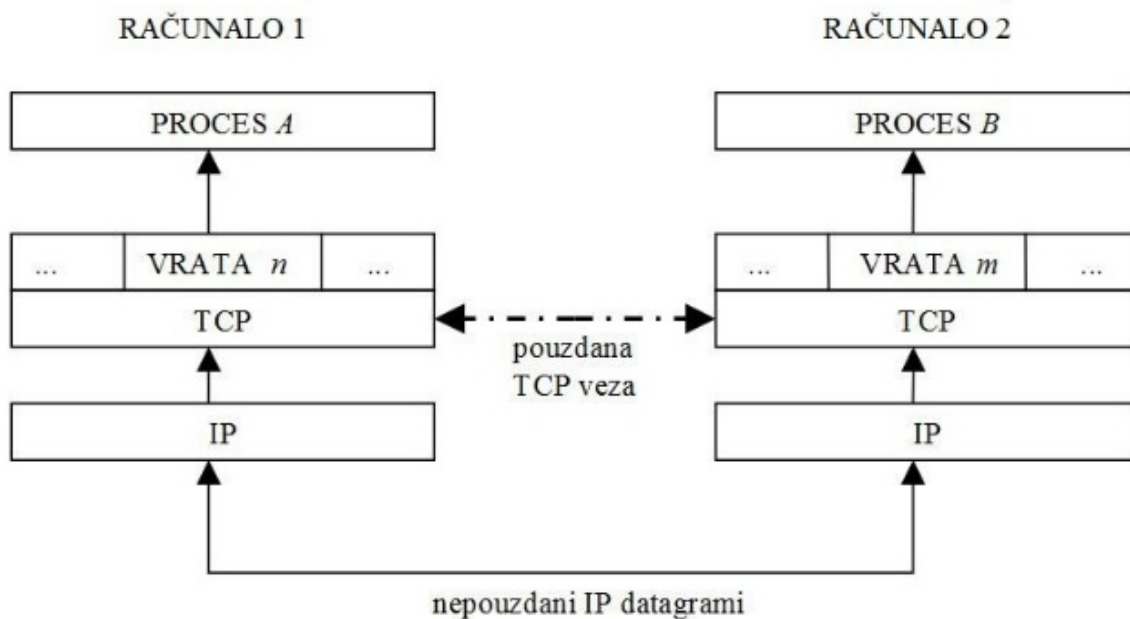 RAČUNALO 1
RAČUNALO 2
PROCES A
PROCES B
... VRATA n ...
... VRATA m ...
TCP
TCP
pouzdana
TCP veza
IP
IP
nepouzdani IP datagrami